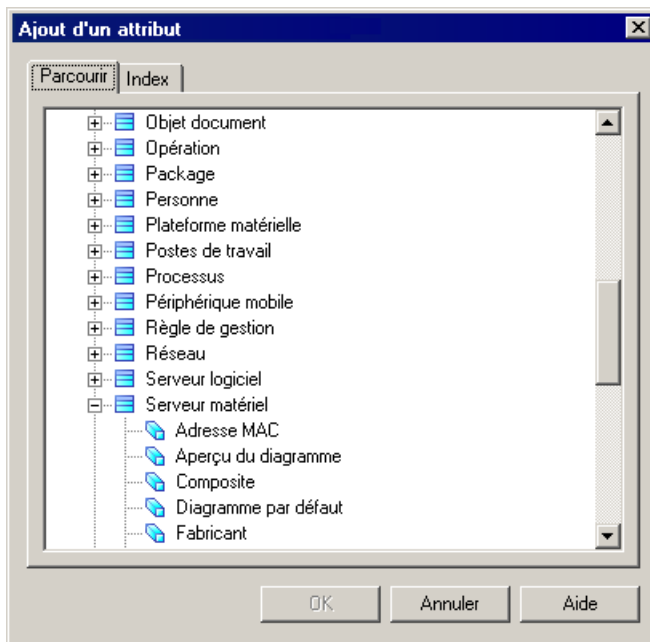 Ajout d'un attribut
Parcourir
Index
Objet document
Opération
Package
Personne
Plateforme matérielle
Postes de travail
Processus
Périphérique mobile
Règle de gestion
Réseau
Serveur logiciel
Serveur matériel
Adresse MAC
Aperçu du diagramme
Composite
Diagramme par défaut
Fabricant
OK
Annuler
Aide